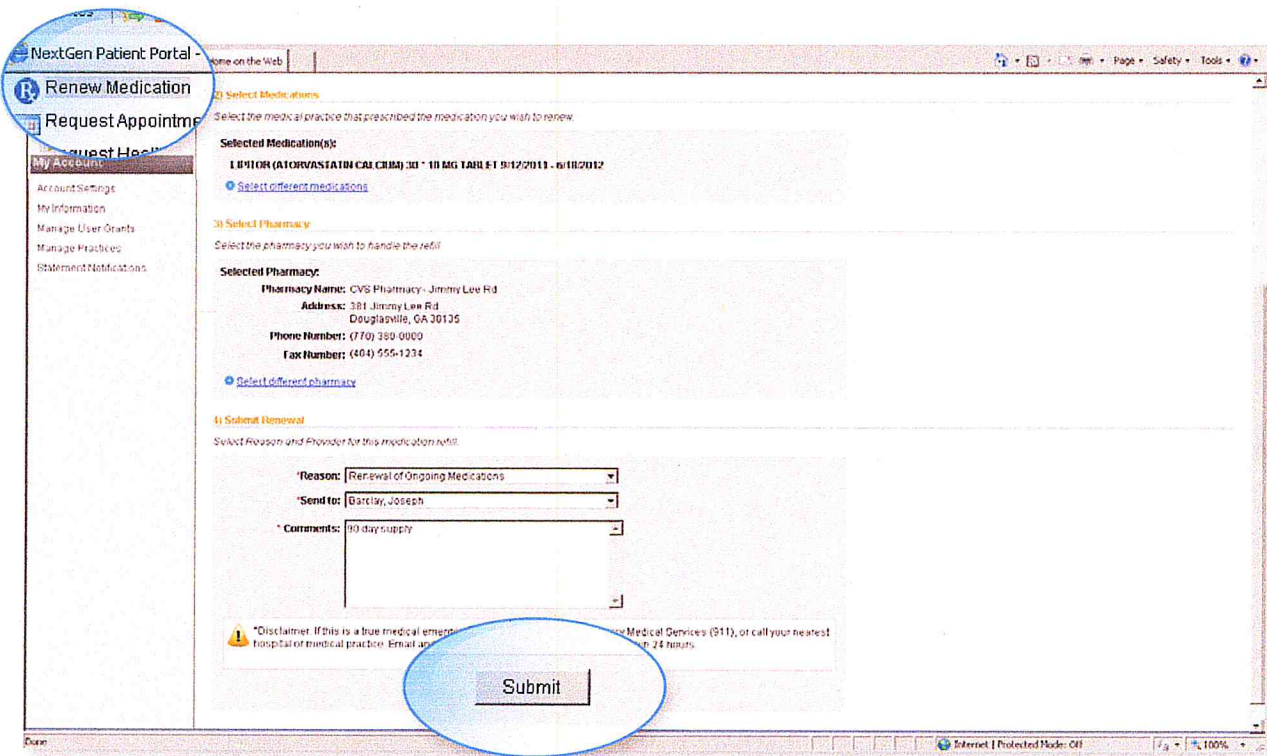 NextGen Patient Portal -
Home on the Web
Page
Safety
Tools
Renew Medication
Request Appointme
My Account
Account Settings
My Information
Manage User Grants
Manage Practices
Statement Notifications
2) Select Medications
Select the medical practice that prescribed the medication you wish to renew.
Selected Medication(s):
LIPITOR (ATORVASTATIN CALCIUM) 30 * 10 MG TABLET 9/12/2011 - 6/18/2012
Select different medications
3) Select Pharmacy
Select the pharmacy you wish to handle the refill
Selected Pharmacy:
Pharmacy Name: CVS Pharmacy - Jimmy Lee Rd
Address: 381 Jimmy Lee Rd
Douglasville, GA 30135
Phone Number: (770) 380-0000
Fax Number: (404) 555-1234
Select different pharmacy
4) Submit Renewal
Select Reason and Provider for this medication refill.
*Reason: Renewal of Ongoing Medications
*Send to: Barclay, Joseph
* Comments: 90 day supply
*Disclaimer: If this is a true medical emer
cy Medical Services (911), or call your nearest
hospital or medical practice. Email an
24 hours.
Submit
Done
Internet | Protected Mode: Off
100%